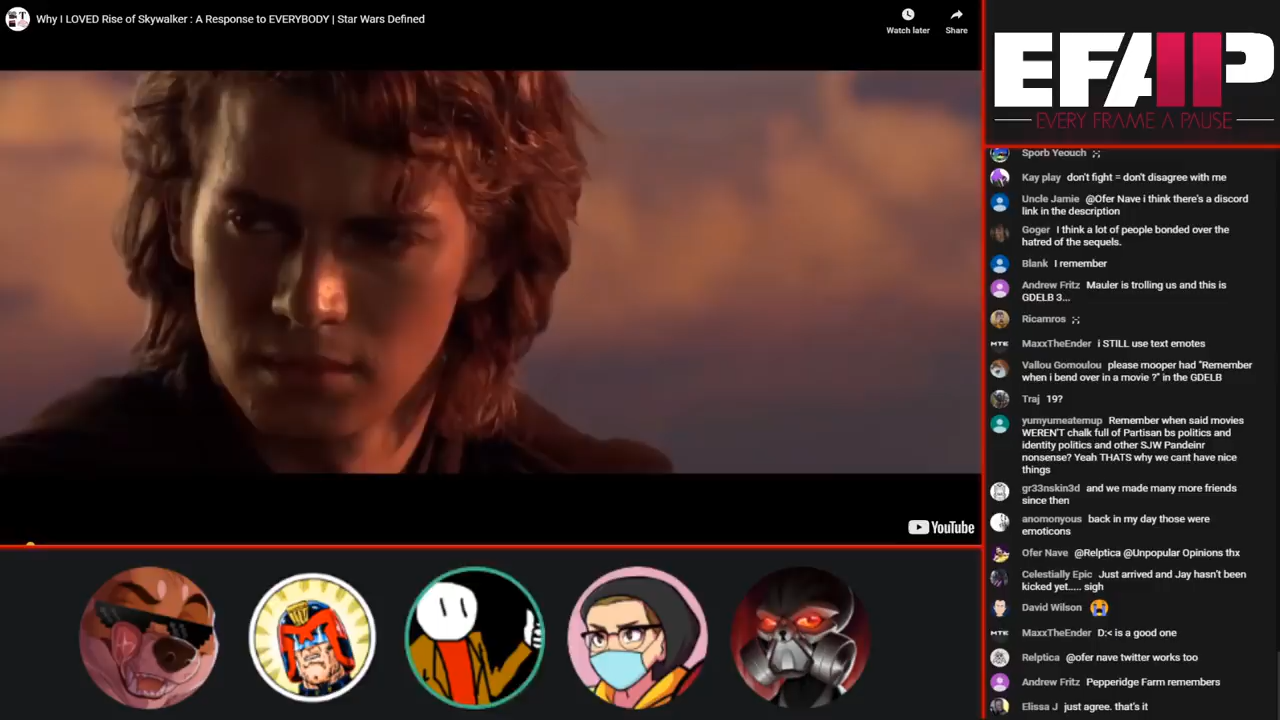 Why I LOVED Rise of Skywalker : A Response to EVERYBODY | Star Wars Defined
Watch later
Share
YouTube
EFAP
EVERY FRAME A PAUSE
Sporb Yeouch
Kay play don't fight = don't disagree with me
Uncle Jamie @Ofer Nave i think there's a discord
link in the description
Goger I think a lot of people bonded over the
hatred of the sequels.
Blank I remember
Andrew Fritz Mauler is trolling us and this is
GDELB 3...
Ricamros
MaxxTheEnder i STILL use text emotes
Vallou Gomoulou please mooper had "Remember
when i bend over in a movie ?" in the GDELB
Traj 19?
yumyumeatemup Remember when said movies
WEREN'T chalk full of Partisan bs politics and
identity politics and other SJW Pandeinr
nonsense? Yeah THATS why we cant have nice
things
gr33nskin3d and we made many more friends
since then
anomonyous back in my day those were
emoticons
Ofer Nave @Relptica @Unpopular Opinions thx
Celestially Epic Just arrived and Jay hasn't been
kicked yet..... sigh
David Wilson
MTE MaxxTheEnder D:< is a good one
Relptica @ofer nave twitter works too
Andrew Fritz Pepperidge Farm remembers
Elissa J just agree. that's it